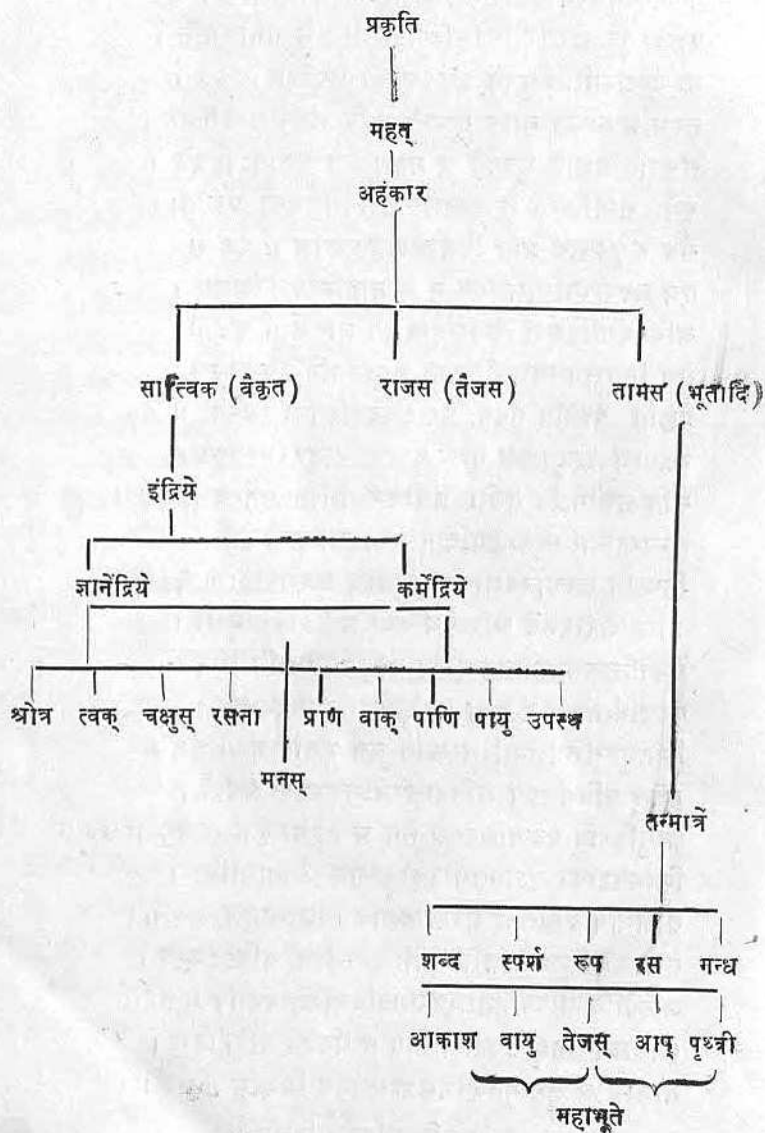 प्रकृति
महत्
अहंकार
सात्त्विक (वैकृत) राजस (तैजस) तामस (भूतादि)
इंद्रिये
ज्ञानेंद्रिये कर्मेंद्रिये
श्रोत्र त्वक् चक्षुस् रसना प्राण वाक् पाणि पायु उपस्थ
मनस्
तन्मात्रें
शब्द स्पर्श रूप रस गन्ध
आकाश वायु तेजस् आप् पृथ्वी
महाभूते